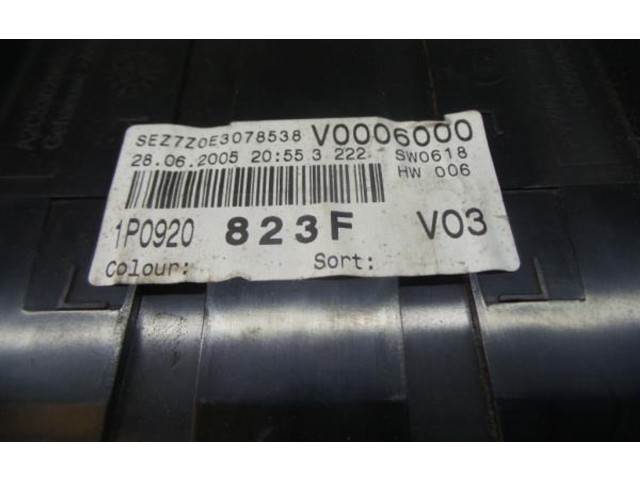 SEZ7Z0E3078538 V0006000
28.06.2005 20:55 3 222 SW0618
HW 006
1P0920 823F V03
Colour: Sort: